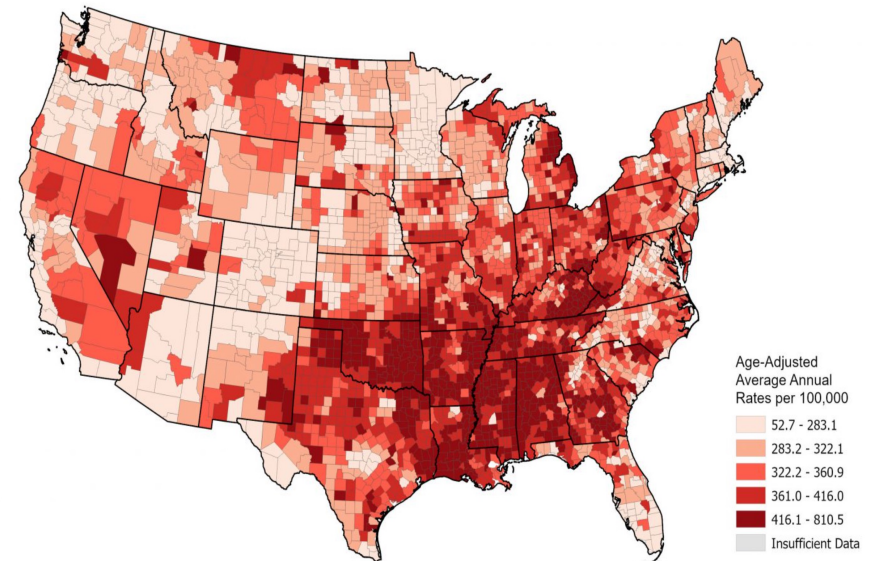 Age-Adjusted
Average Annual
Rates per 100,000
52.7 - 283.1
283.2 - 322.1
322.2 - 360.9
361.0 - 416.0
416.1 - 810.5
Insufficient Data